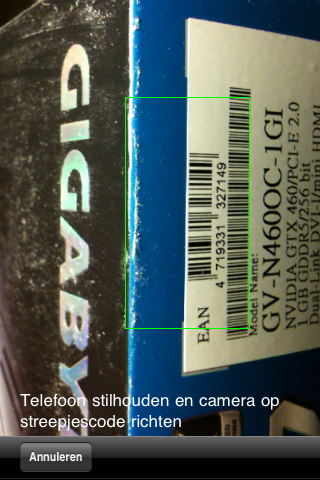 GIGABY
EAN
4 719331 327149
Model Name:
GV-N460OC-1GI
NVIDIA GTX 460/PCI-E 2.0
1 GB GDDR5/256 bit
Dual-Link DVI-I/mini HDMI
Telefoon stilhouden en camera op
streepjescode richten
Annuleren